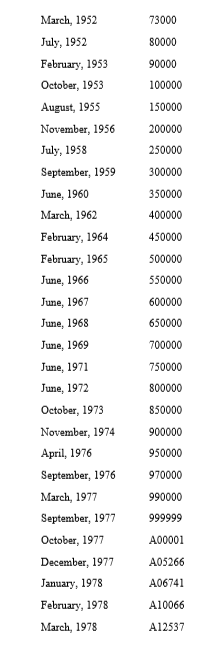 March, 1952 73000
July, 1952 80000
February, 1953 90000
October, 1953 100000
August, 1955 150000
November, 1956 200000
July, 1958 250000
September, 1959 300000
June, 1960 350000
March, 1962 400000
February, 1964 450000
February, 1965 500000
June, 1966 550000
June, 1967 600000
June, 1968 650000
June, 1969 700000
June, 1971 750000
June, 1972 800000
October, 1973 850000
November, 1974 900000
April, 1976 950000
September, 1976 970000
March, 1977 990000
September, 1977 999999
October, 1977 A00001
December, 1977 A05266
January, 1978 A06741
February, 1978 A10066
March, 1978 A12537